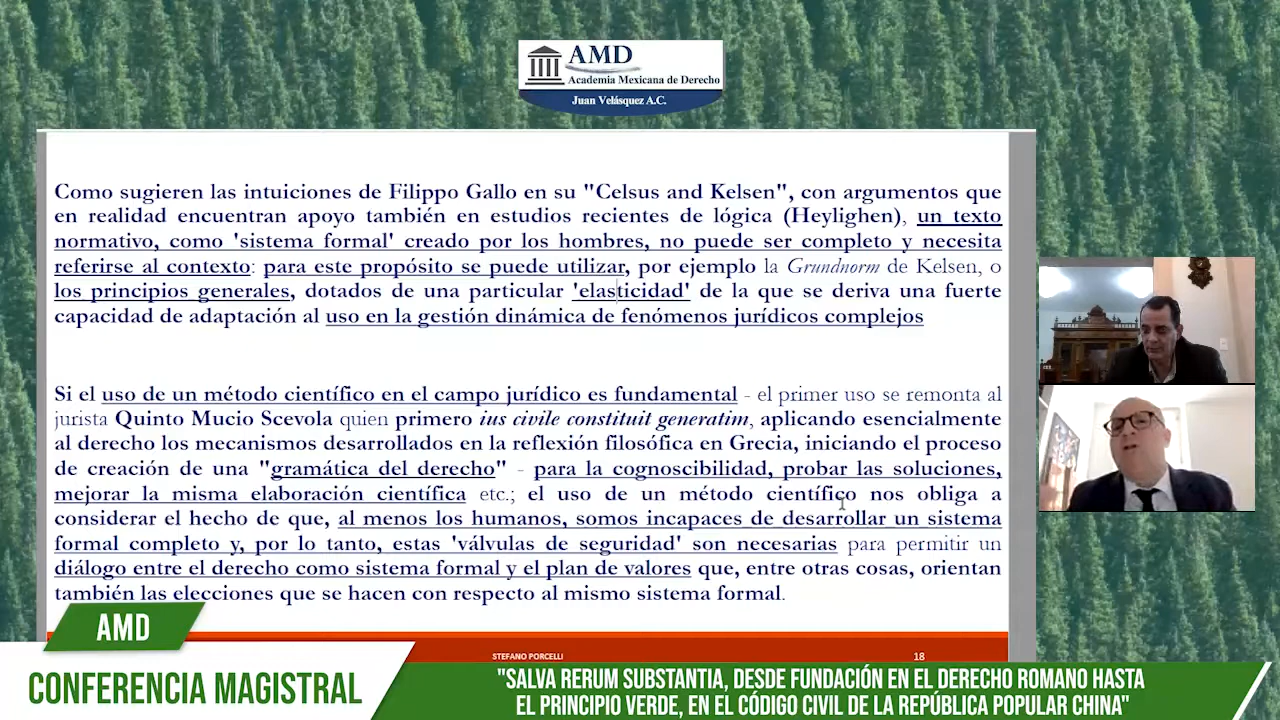 AMD
Academia Mexicana de Derecho
Juan Velásquez A.C.
Como sugieren las intuiciones de Filippo Gallo en su "Celsus and Kelsen", con argumentos que
en realidad encuentran apoyo también en estudios recientes de lógica (Heylighen), un texto
normativo, como 'sistema formal' creado por los hombres, no puede ser completo y necesita
referirse al contexto: para este propósito se puede utilizar, por ejemplo la Grundnorm de Kelsen, o
los principios generales, dotados de una particular 'elasticidad' de la que se deriva una fuerte
capacidad de adaptación al uso en la gestión dinámica de fenómenos jurídicos complejos
Si el uso de un método científico en el campo jurídico es fundamental - el primer uso se remonta al
jurista Quinto Mucio Scevola quien primero ius civile constituit generatim, aplicando esencialmente
al derecho los mecanismos desarrollados en la reflexión filosófica en Grecia, iniciando el proceso
de creación de una "gramática del derecho" - para la cognoscibilidad, probar las soluciones,
mejorar la misma elaboración científica etc.; el uso de un método científico nos obliga a
considerar el hecho de que, al menos los humanos, somos incapaces de desarrollar un sistema
formal completo y, por lo tanto, estas 'válvulas de seguridad' son necesarias para permitir un
diálogo entre el derecho como sistema formal y el plan de valores que, entre otras cosas, orientan
también las elecciones que se hacen con respecto al mismo sistema formal.
STEFANO PORCELLI
18
AMD
CONFERENCIA MAGISTRAL
"SALVA RERUM SUBSTANTIA, DESDE FUNDACIÓN EN EL DERECHO ROMANO HASTA
EL PRINCIPIO VERDE, EN EL CÓDIGO CIVIL DE LA REPÚBLICA POPULAR CHINA"